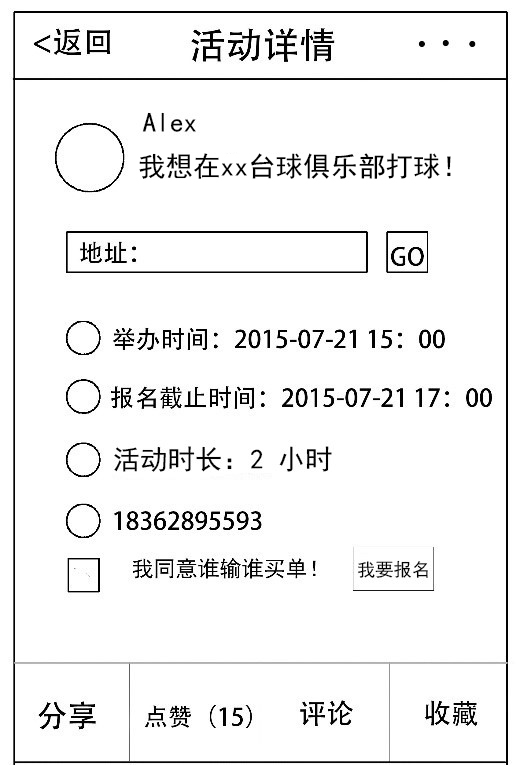 <返回 活动详情 ···
Alex
我想在xx台球俱乐部打球！
地址： GO
举办时间：2015-07-21 15：00
报名截止时间：2015-07-21 17：00
活动时长：2 小时
18362895593
我同意谁输谁买单！ 我要报名
分享 点赞（15） 评论 收藏